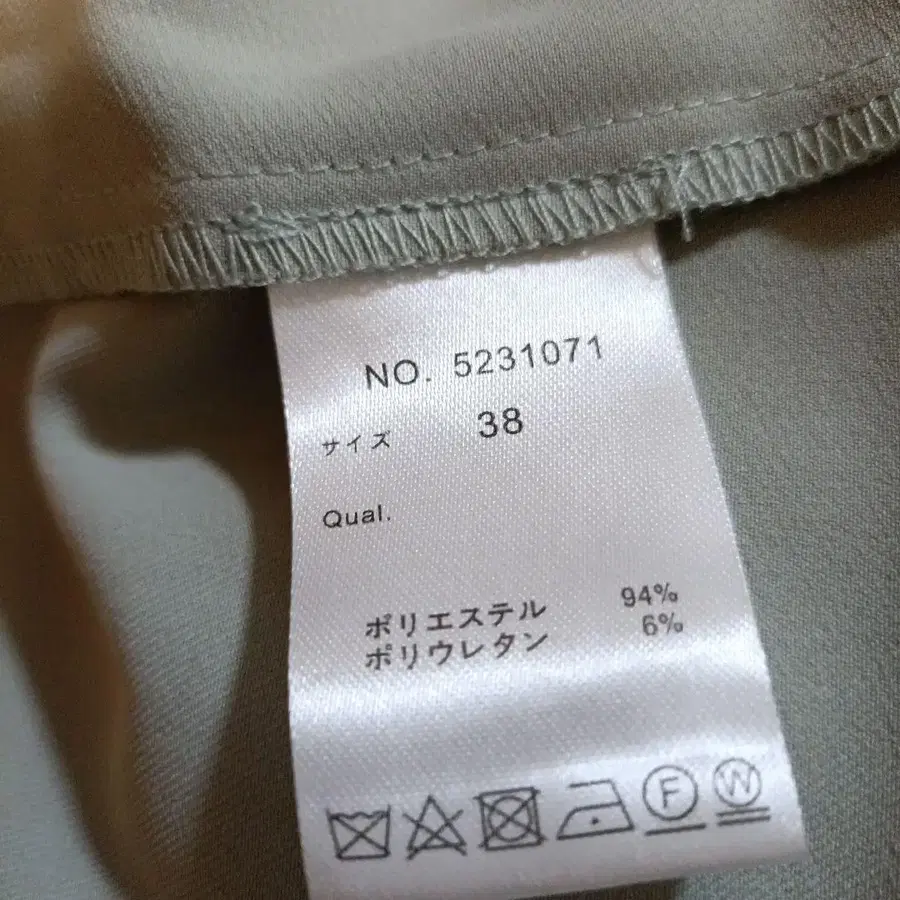 NO. 5231071
サイズ 38
Qual.
ポリエステル 94%
ポリウレタン 6%
F W